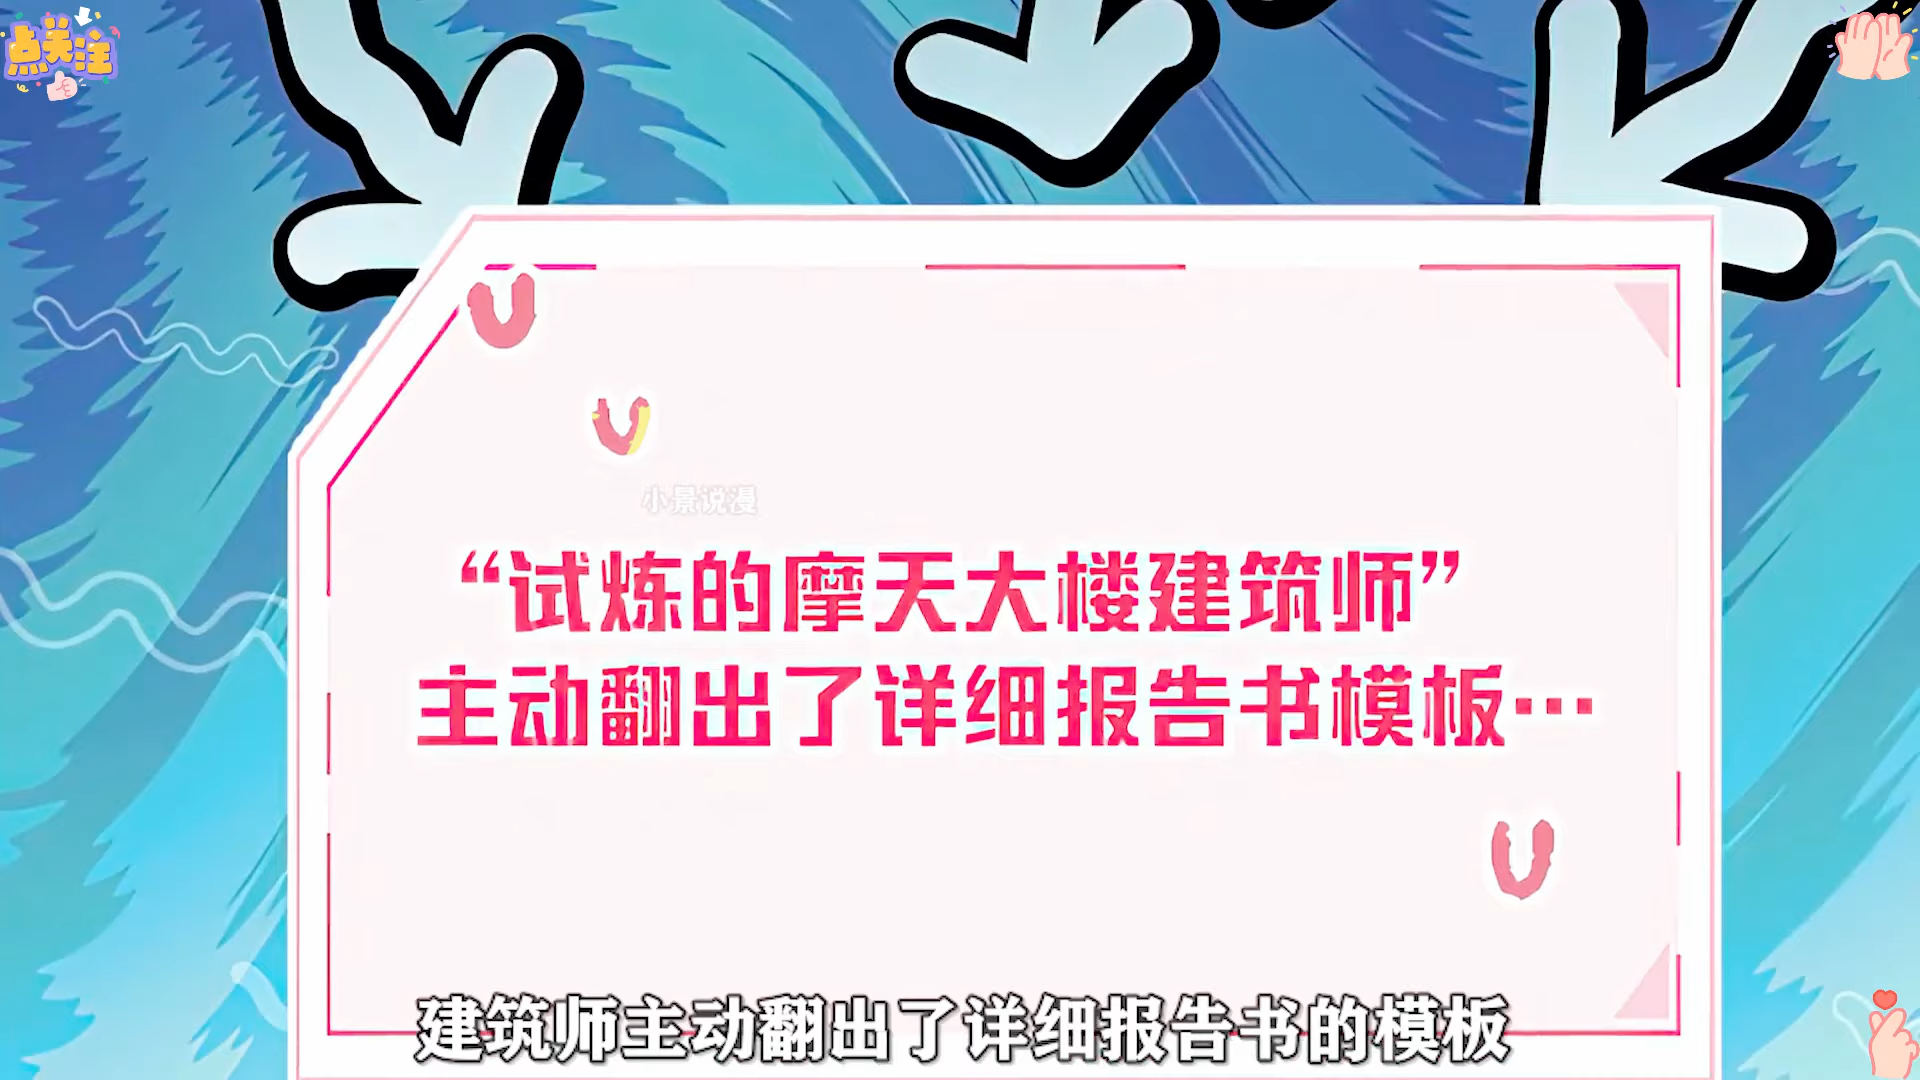 点关注
小景说漫
“试炼的摩天大楼建筑师”
主动翻出了详细报告书模板…
建筑师主动翻出了详细报告书的模板